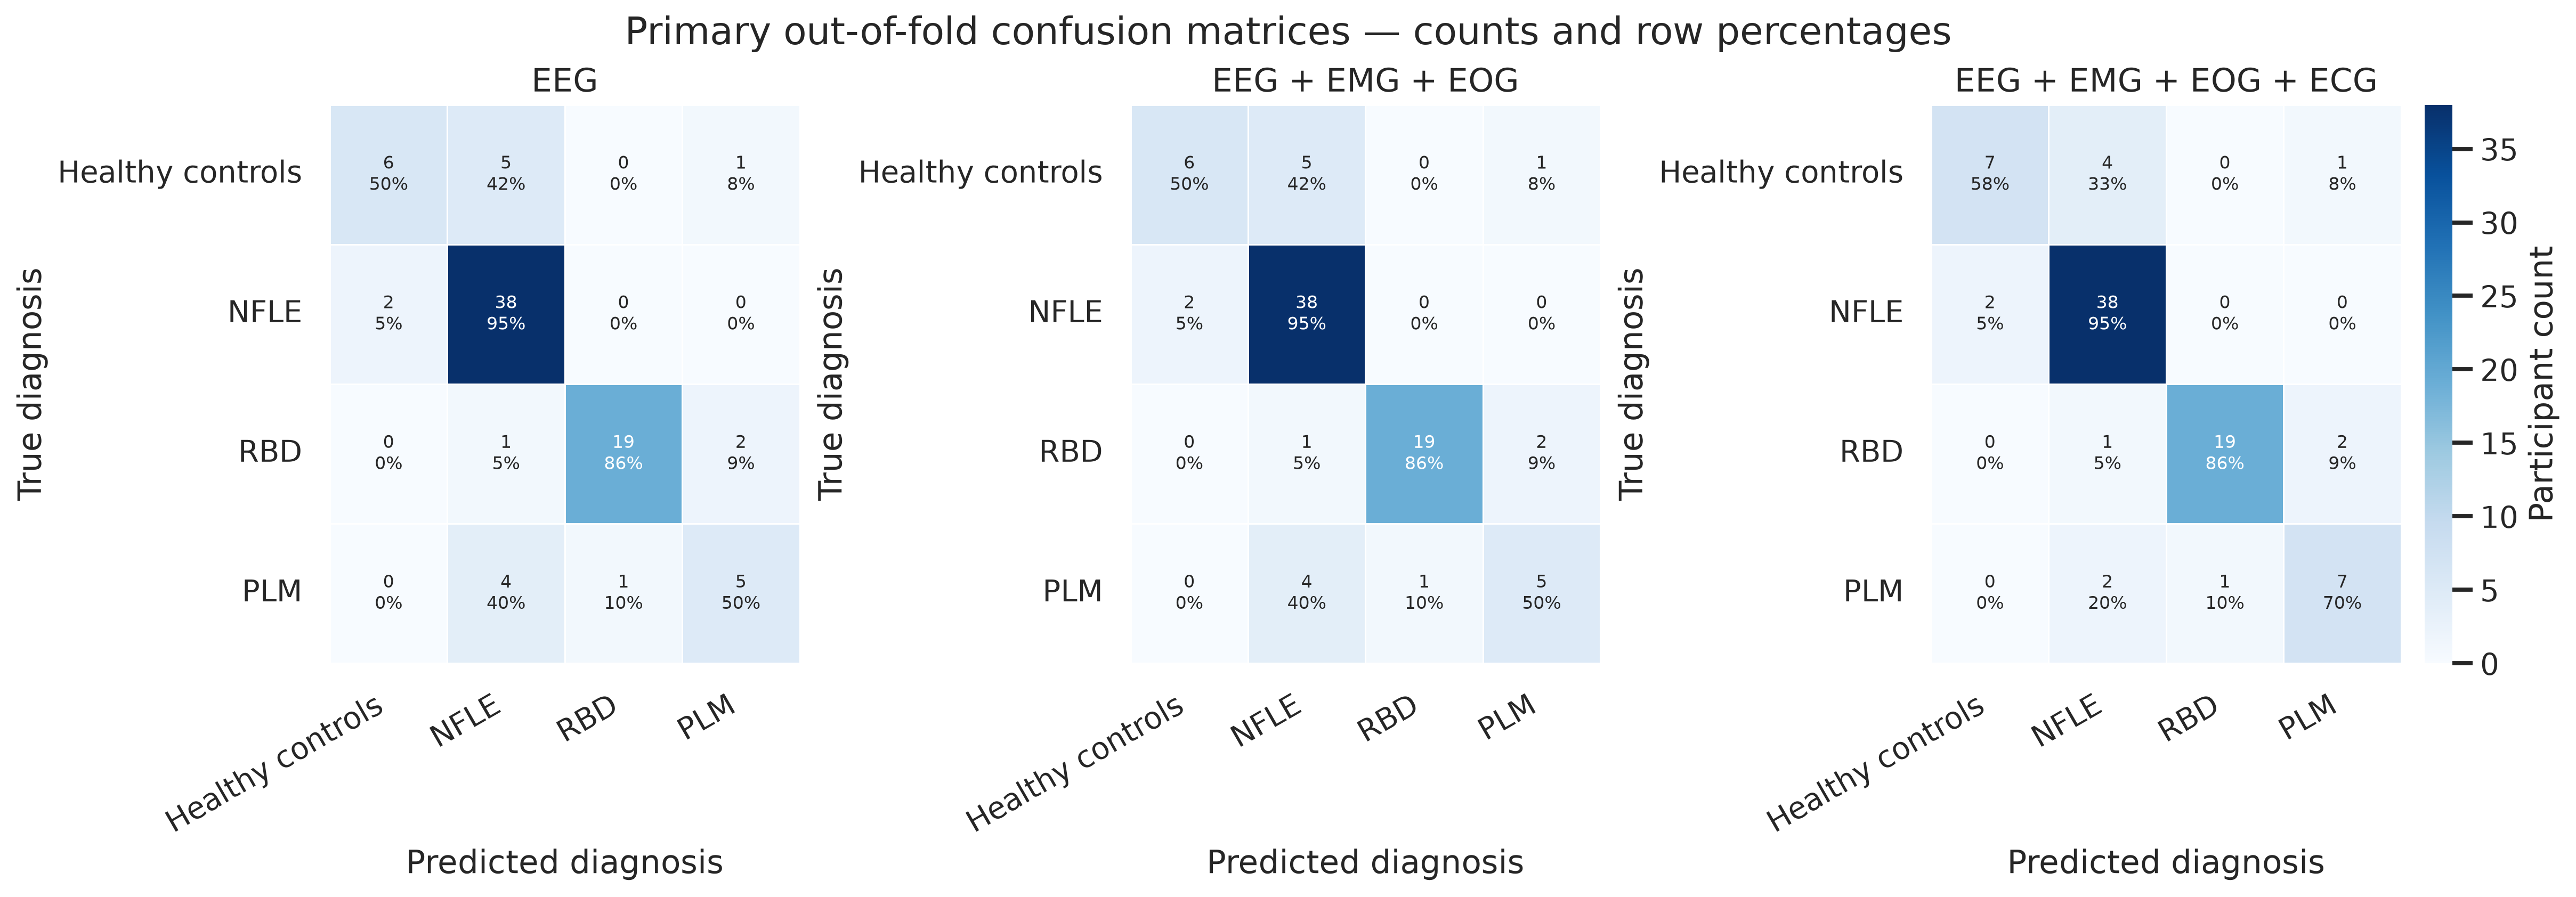 Primary out-of-fold confusion matrices — counts and row percentages
EEG
True diagnosis
Healthy controls
6 5 0 1
50% 42% 0% 8%
NFLE
2 38 0 0
5% 95% 0% 0%
RBD
0 1 19 2
0% 5% 86% 9%
PLM
0 4 1 5
0% 40% 10% 50%
Healthy controls NFLE RBD PLM
Predicted diagnosis
EEG + EMG + EOG
True diagnosis
Healthy controls
6 5 0 1
50% 42% 0% 8%
NFLE
2 38 0 0
5% 95% 0% 0%
RBD
0 1 19 2
0% 5% 86% 9%
PLM
0 4 1 5
0% 40% 10% 50%
Healthy controls NFLE RBD PLM
Predicted diagnosis
EEG + EMG + EOG + ECG
True diagnosis
Healthy controls
7 4 0 1
58% 33% 0% 8%
NFLE
2 38 0 0
5% 95% 0% 0%
RBD
0 1 19 2
0% 5% 86% 9%
PLM
0 2 1 7
0% 20% 10% 70%
Healthy controls NFLE RBD PLM
Predicted diagnosis
35
30
25
20
15
10
5
0
Participant count